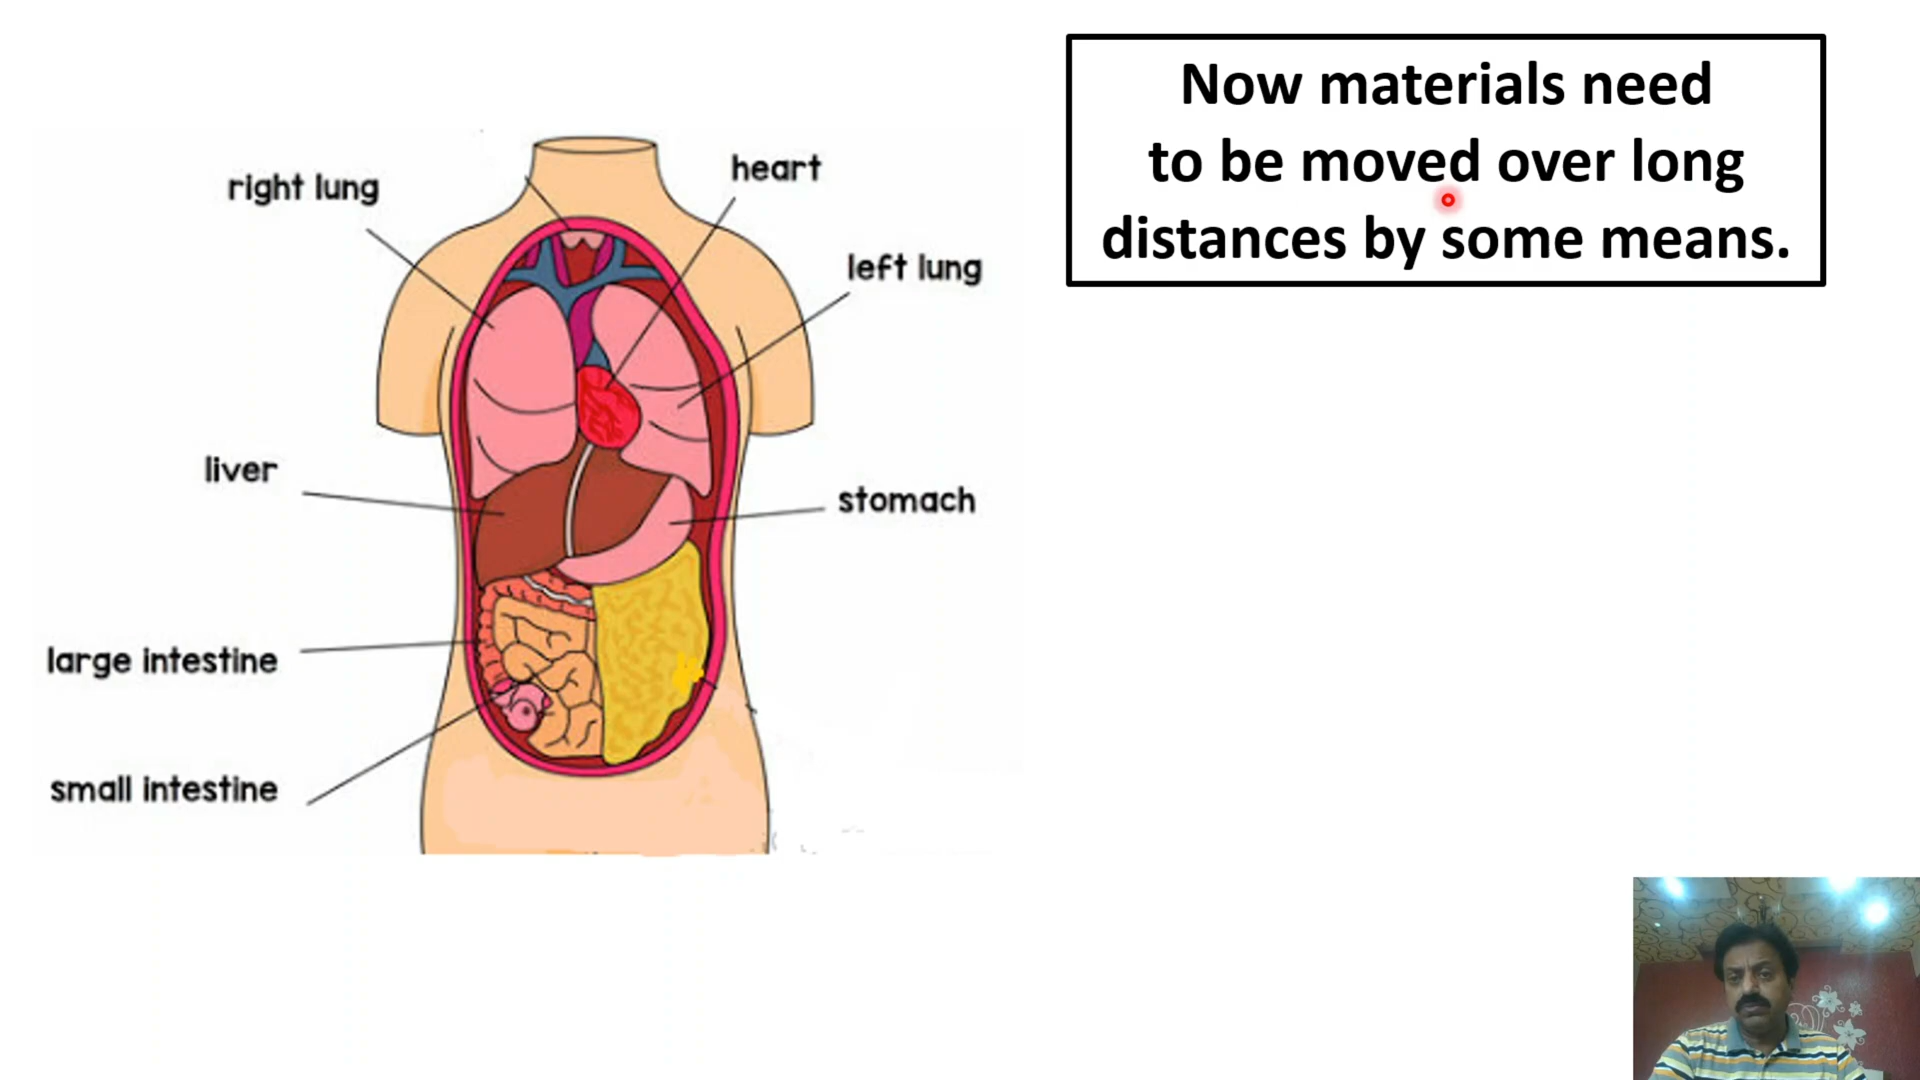 Now materials need
to be moved over long
distances by some means.
heart
right lung
left lung
liver
stomach
large intestine
small intestine